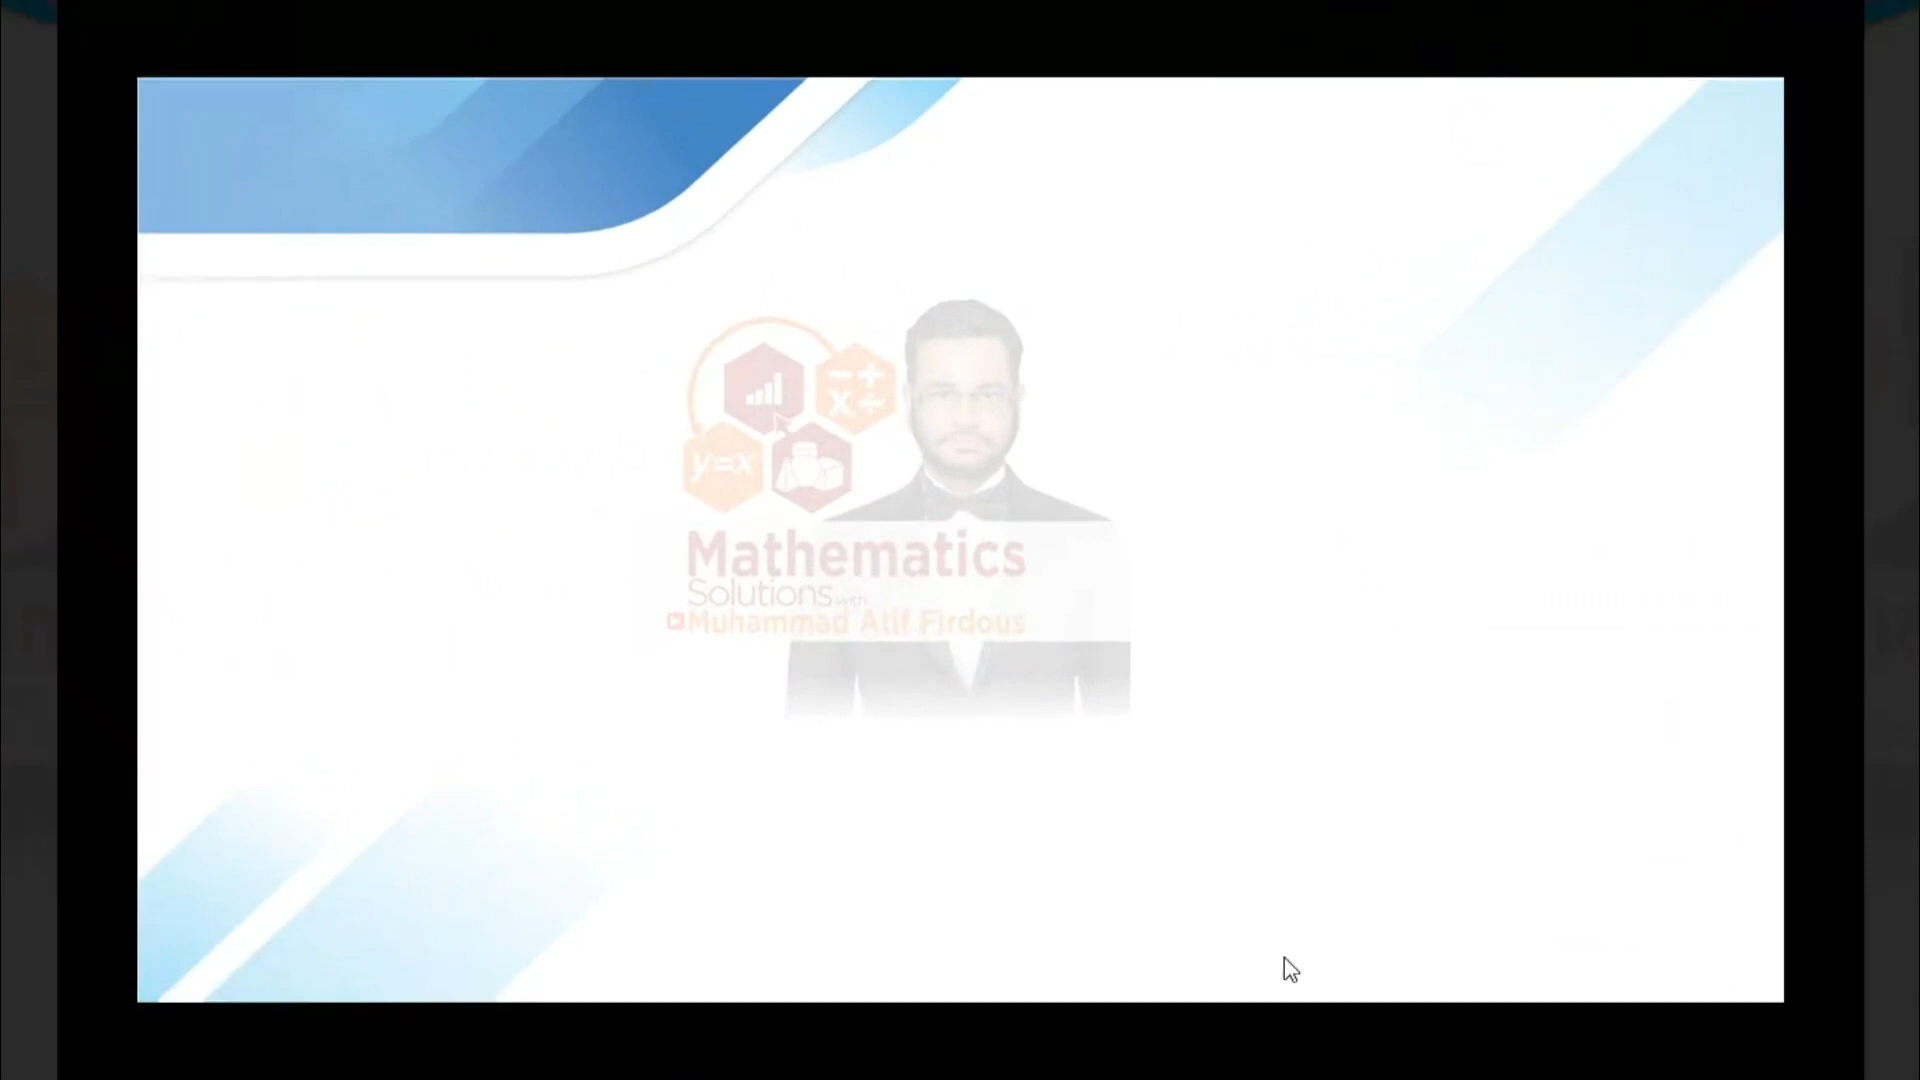 − +
x ÷
y=x
Mathematics
Solutions with
Muhammad Atif Firdous